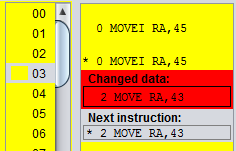 00
01
02
03
04
05
06
0 MOVEI RA,45
* 0 MOVEI RA,45
Changed data:
2 MOVE RA,43
Next instruction:
* 2 MOVE RA,43